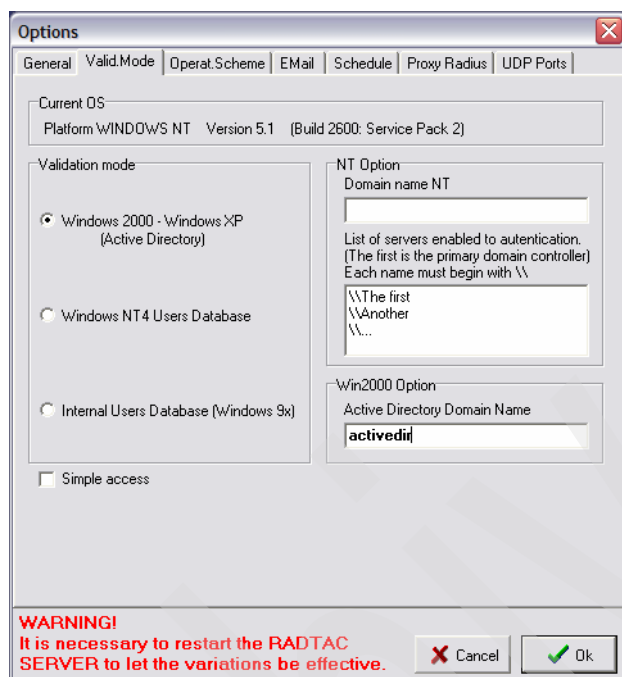 Options
General Valid.Mode Operat.Scheme EMail Schedule Proxy Radius UDP Ports
Current OS
Platform WINDOWS NT Version 5.1 (Build 2600: Service Pack 2)
Validation mode
Windows 2000 - Windows XP
(Active Directory)
Windows NT4 Users Database
Internal Users Database (Windows 9x)
Simple access
NT Option
Domain name NT
List of servers enabled to autentication.
(The first is the primary domain controller)
Each name must begin with \\
\\The first
\\Another
\\...
Win2000 Option
Active Directory Domain Name
activedir
WARNING!
It is necessary to restart the RADTAC
SERVER to let the variations be effective.
Cancel
Ok